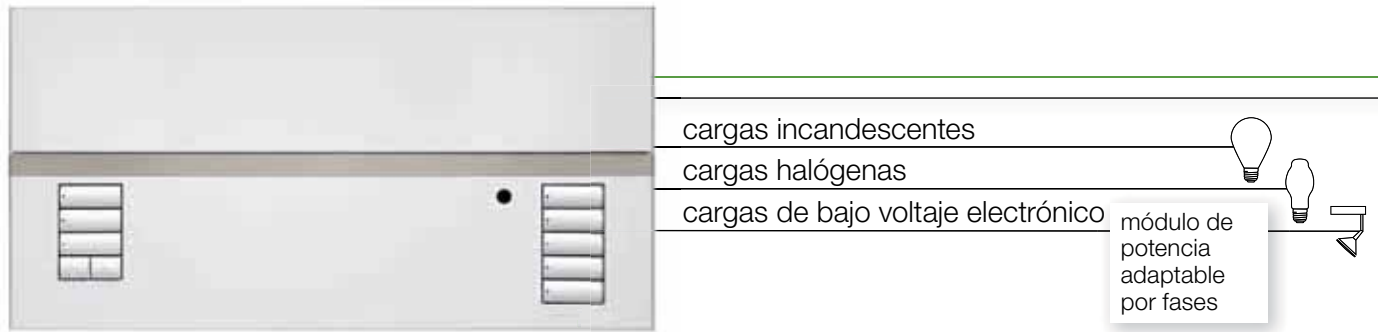 cargas incandescentes
cargas halógenas
cargas de bajo voltaje electrónico
módulo de
potencia
adaptable
por fases